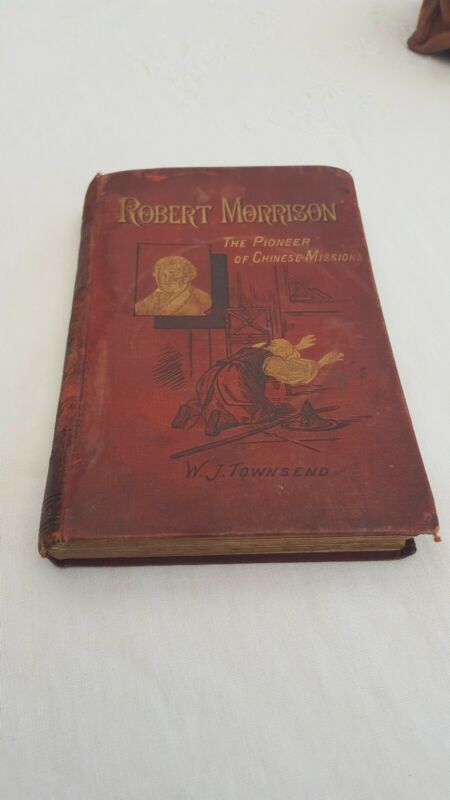 ROBERT MORRISON
THE PIONEER
OF CHINESE MISSIONS
W. J. TOWNSEND